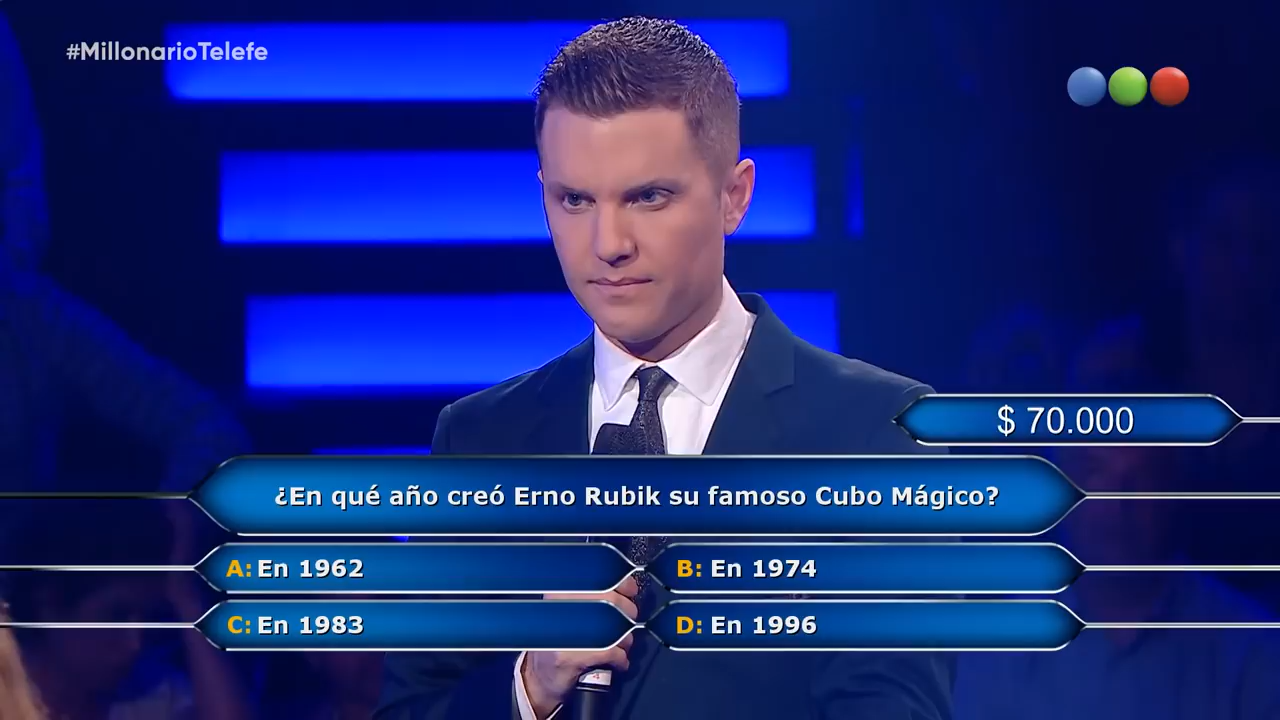 #MillonarioTelefe
$ 70.000
¿En qué año creó Erno Rubik su famoso Cubo Mágico?
A: En 1962
B: En 1974
C: En 1983
D: En 1996